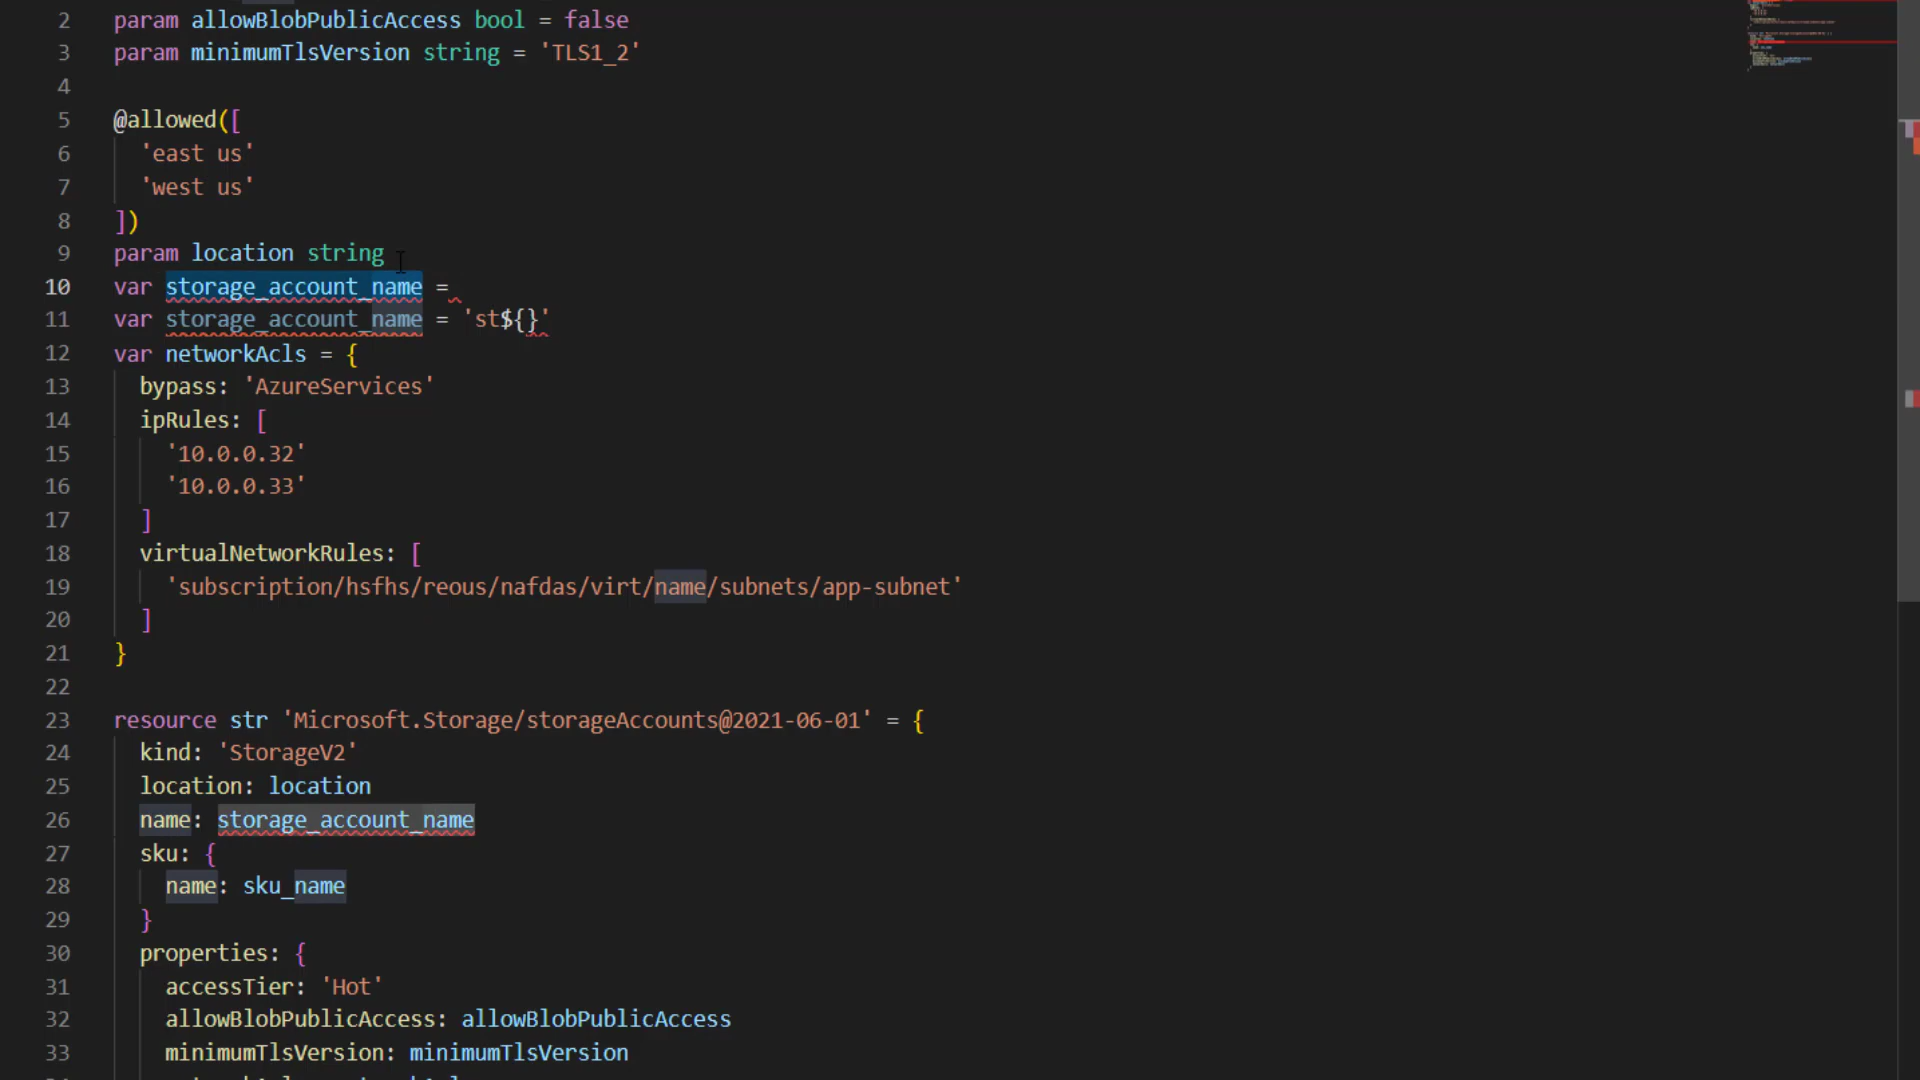 2 param allowBlobPublicAccess bool = false
3 param minimumTlsVersion string = 'TLS1_2'
4
5 @allowed([
6 'east us'
7 'west us'
8 ])
9 param location string
10 var storage_account_name =
11 var storage_account_name = 'st${}'
12 var networkAcls = {
13 bypass: 'AzureServices'
14 ipRules: [
15 '10.0.0.32'
16 '10.0.0.33'
17 ]
18 virtualNetworkRules: [
19 'subscription/hsfhs/reous/nafdas/virt/name/subnets/app-subnet'
20 ]
21 }
22
23 resource str 'Microsoft.Storage/storageAccounts@2021-06-01' = {
24 kind: 'StorageV2'
25 location: location
26 name: storage_account_name
27 sku: {
28 name: sku_name
29 }
30 properties: {
31 accessTier: 'Hot'
32 allowBlobPublicAccess: allowBlobPublicAccess
33 minimumTlsVersion: minimumTlsVersion